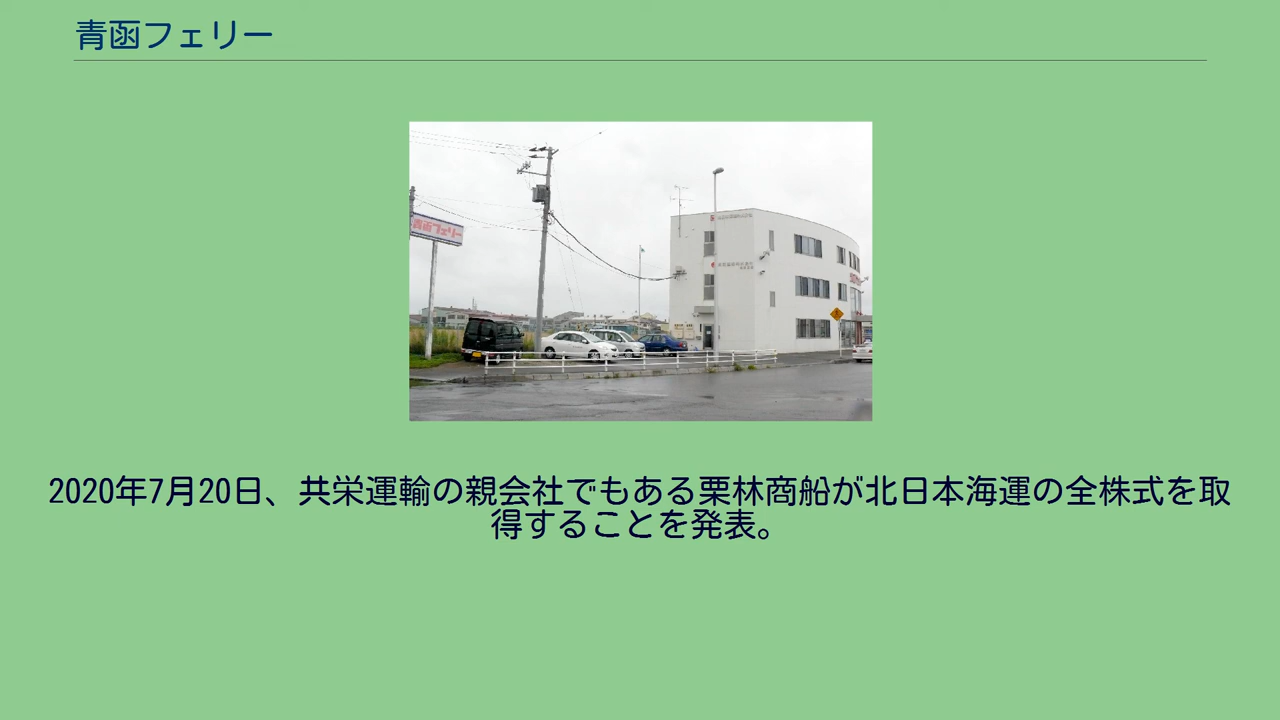 青函フェリー
青函フェリー
2020年7月20日、共栄運輸の親会社でもある栗林商船が北日本海運の全株式を取
得することを発表。